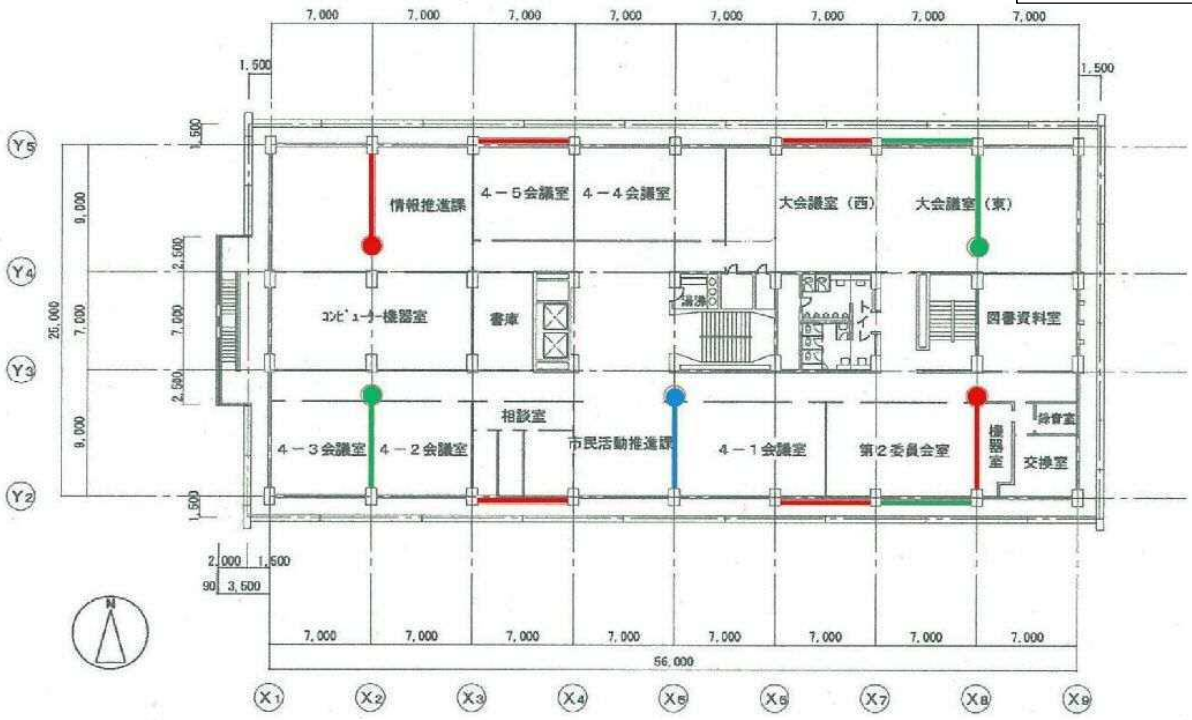 7,000 7,000 7,000 7,000 7,000 7,000 7,000 7,000
1,500 1,500
Y5 1,500
情報推進課 4-5会議室 4-4会議室 大会議室（西） 大会議室（東）
9,000
2,500
Y4
湯沸
トイレ
コンピューター機器室 書庫 図書資料室
26,000 7,000 7,000
Y3
2,500
相談室 録音室
9,000
4-3会議室 4-2会議室 市民活動推進課 4-1会議室 第2委員会室 機器室 交換室
Y2
1,500
2,000 1,500
90 3,500
N
7,000 7,000 7,000 7,000 7,000 7,000 7,000 7,000
56,000
X1 X2 X3 X4 X5 X6 X7 X8 X9